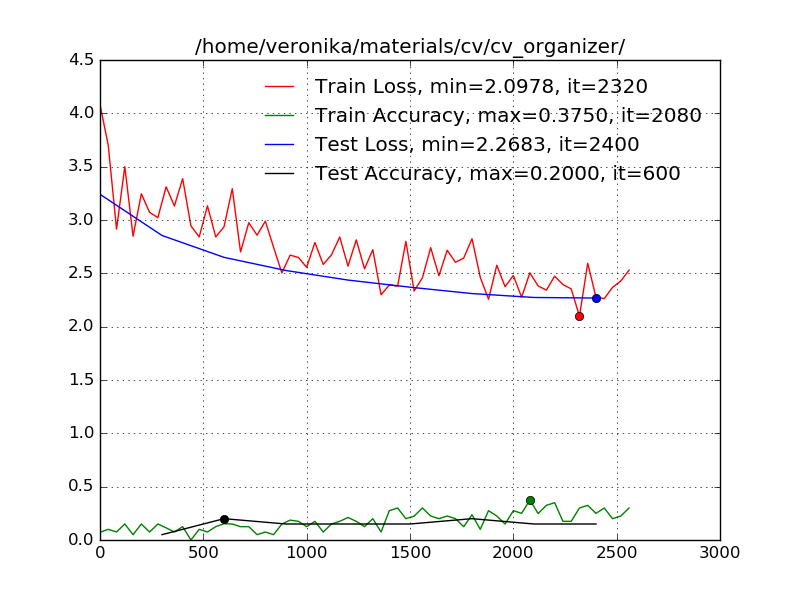 /home/veronika/materials/cv/cv_organizer/
4.5
4.0
3.5
3.0
2.5
2.0
1.5
1.0
0.5
0.0
Train Loss, min=2.0978, it=2320
Train Accuracy, max=0.3750, it=2080
Test Loss, min=2.2683, it=2400
Test Accuracy, max=0.2000, it=600
0 500 1000 1500 2000 2500 3000